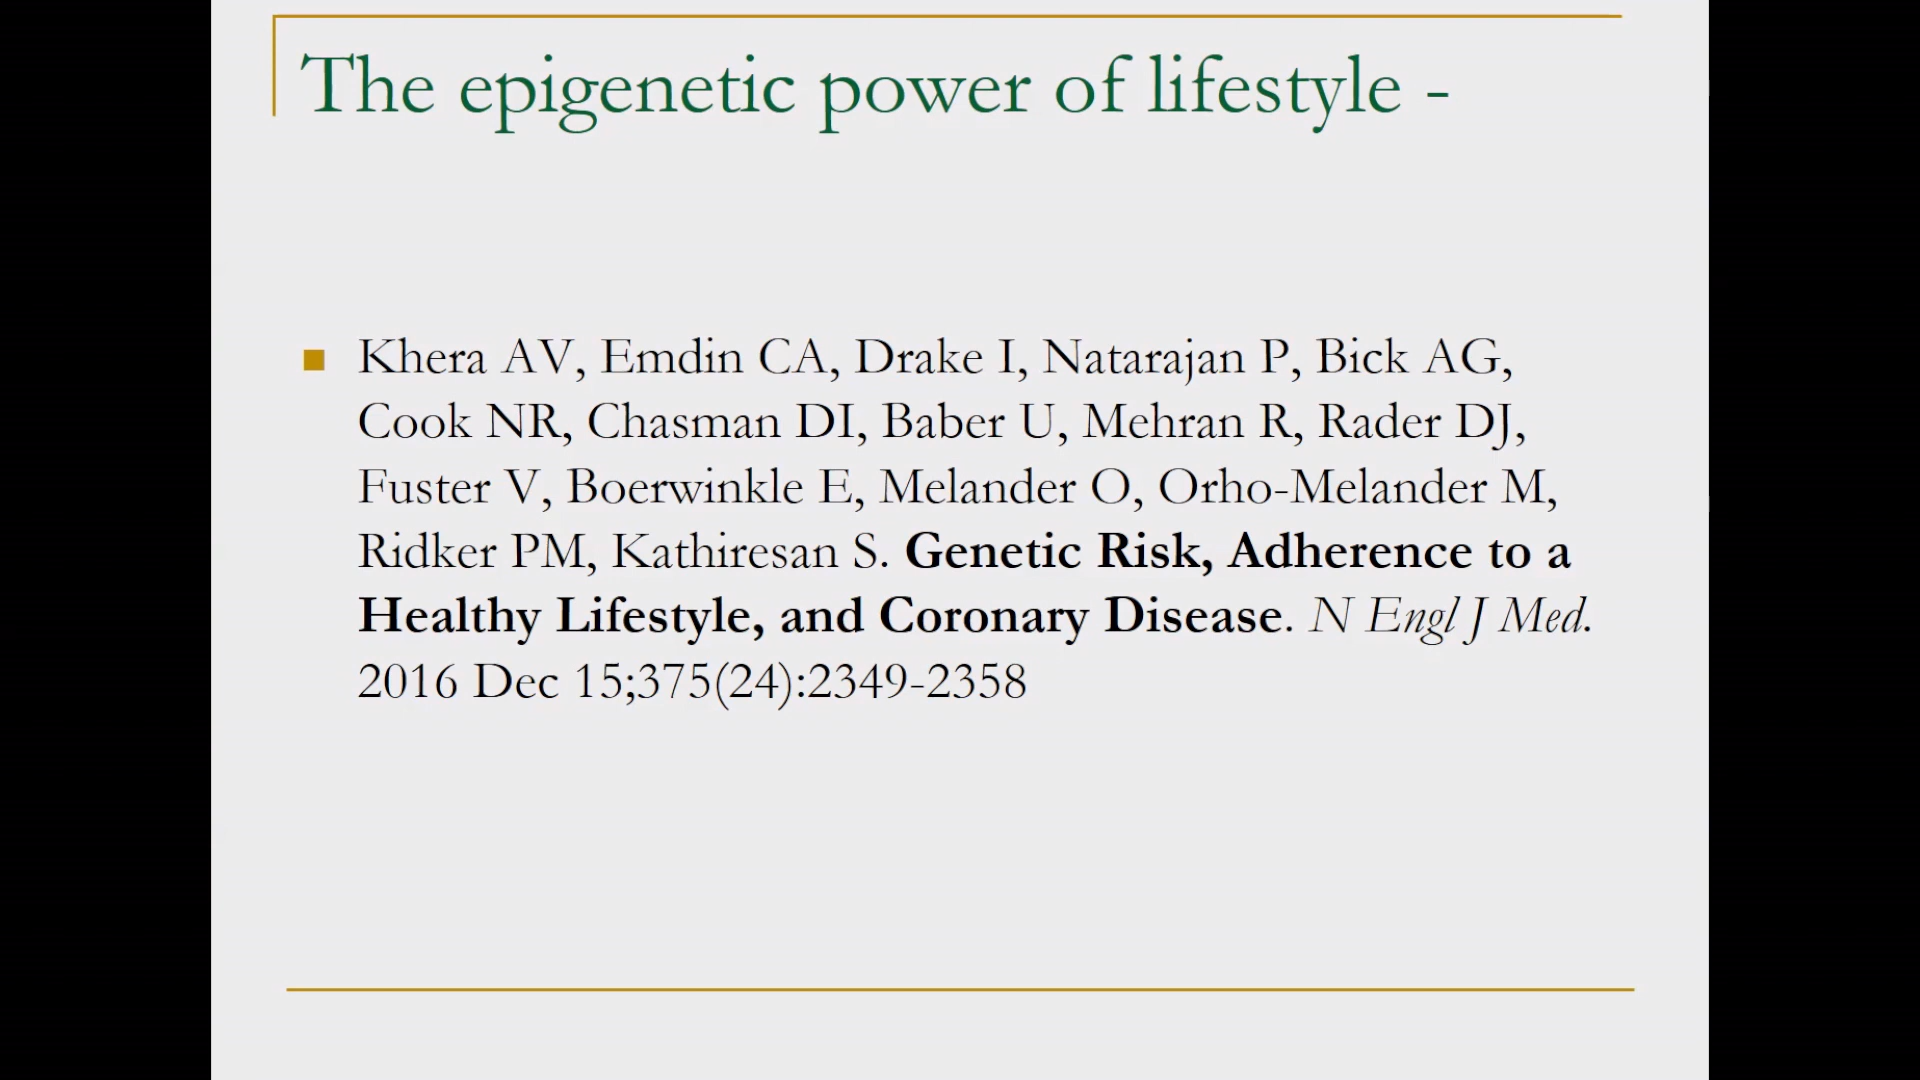 The epigenetic power of lifestyle -
Khera AV, Emdin CA, Drake I, Natarajan P, Bick AG,
Cook NR, Chasman DI, Baber U, Mehran R, Rader DJ,
Fuster V, Boerwinkle E, Melander O, Orho-Melander M,
Ridker PM, Kathiresan S. Genetic Risk, Adherence to a
Healthy Lifestyle, and Coronary Disease. N Engl J Med.
2016 Dec 15;375(24):2349-2358